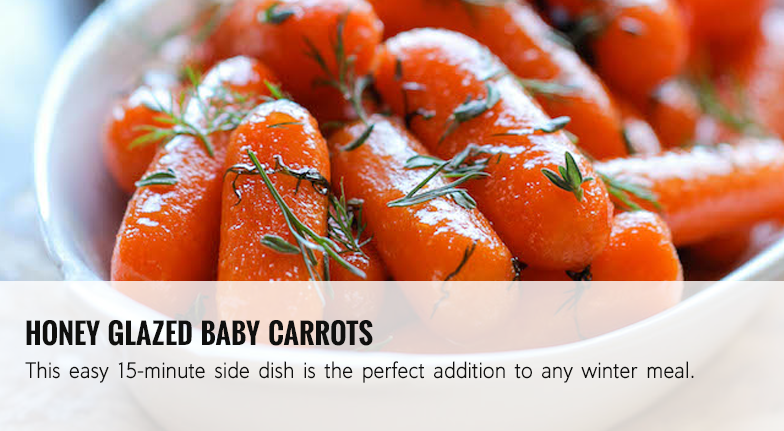 HONEY GLAZED BABY CARROTS
This easy 15-minute side dish is the perfect addition to any winter meal.